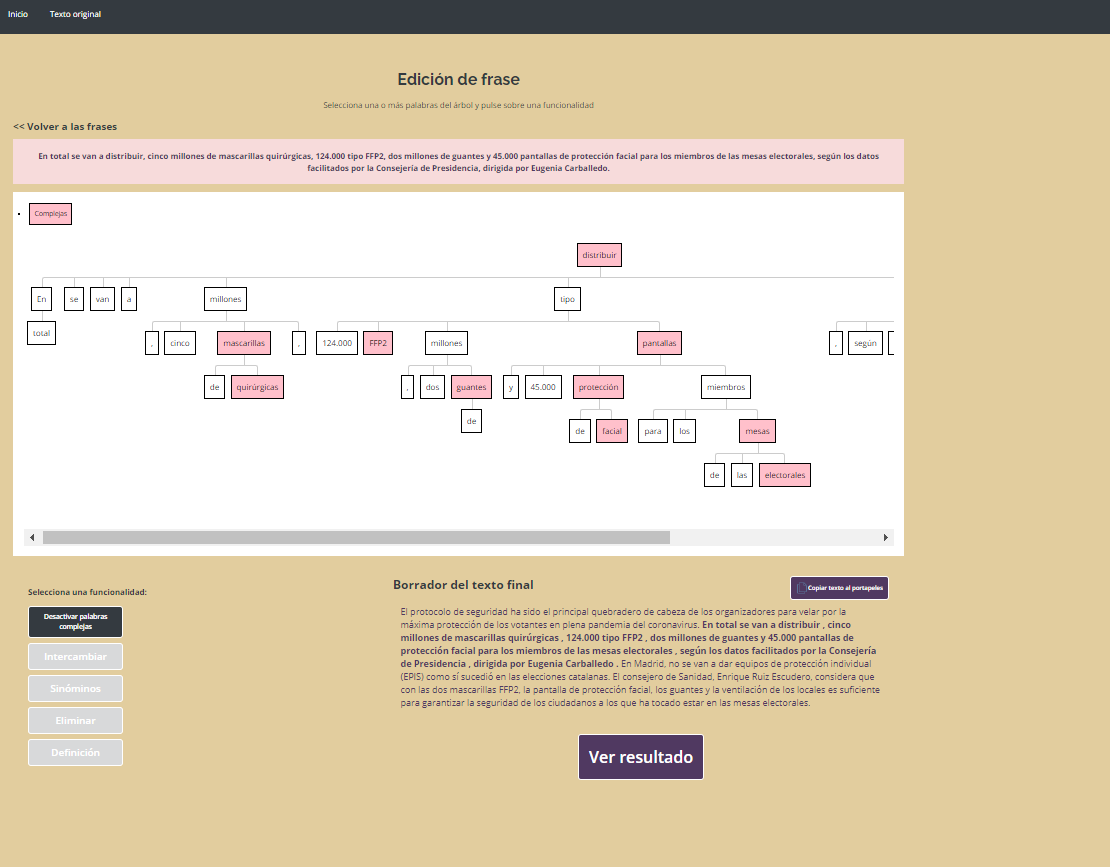 Inicio Texto original
Edición de frase
Selecciona una o más palabras del árbol y pulse sobre una funcionalidad
<< Volver a las frases
En total se van a distribuir, cinco millones de mascarillas quirúrgicas, 124.000 tipo FFP2, dos millones de guantes y 45.000 pantallas de protección facial para los miembros de las mesas electorales, según los datos
facilitados por la Consejería de Presidencia, dirigida por Eugenia Carballedo.
Complejas
distribuir
En se van a millones tipo
total , cinco mascarillas , 124.000 FFP2 millones pantallas , según
de quirúrgicas , dos guantes y 45.000 protección miembros
de de facial para los mesas
de las electorales
Selecciona una funcionalidad:
Desactivar palabras
complejas
Intercambiar
Sinóminos
Eliminar
Definición
Borrador del texto final
Copiar texto al portapeles
El protocolo de seguridad ha sido el principal quebradero de cabeza de los organizadores para velar por la
máxima protección de los votantes en plena pandemia del coronavirus. En total se van a distribuir , cinco
millones de mascarillas quirúrgicas , 124.000 tipo FFP2 , dos millones de guantes y 45.000 pantallas de
protección facial para los miembros de las mesas electorales , según los datos facilitados por la Consejería
de Presidencia , dirigida por Eugenia Carballedo . En Madrid, no se van a dar equipos de protección individual
(EPIS) como sí sucedió en las elecciones catalanas. El consejero de Sanidad, Enrique Ruiz Escudero, considera que
con las dos mascarillas FFP2, la pantalla de protección facial, los guantes y la ventilación de los locales es suficiente
para garantizar la seguridad de los ciudadanos a los que ha tocado estar en las mesas electorales.
Ver resultado